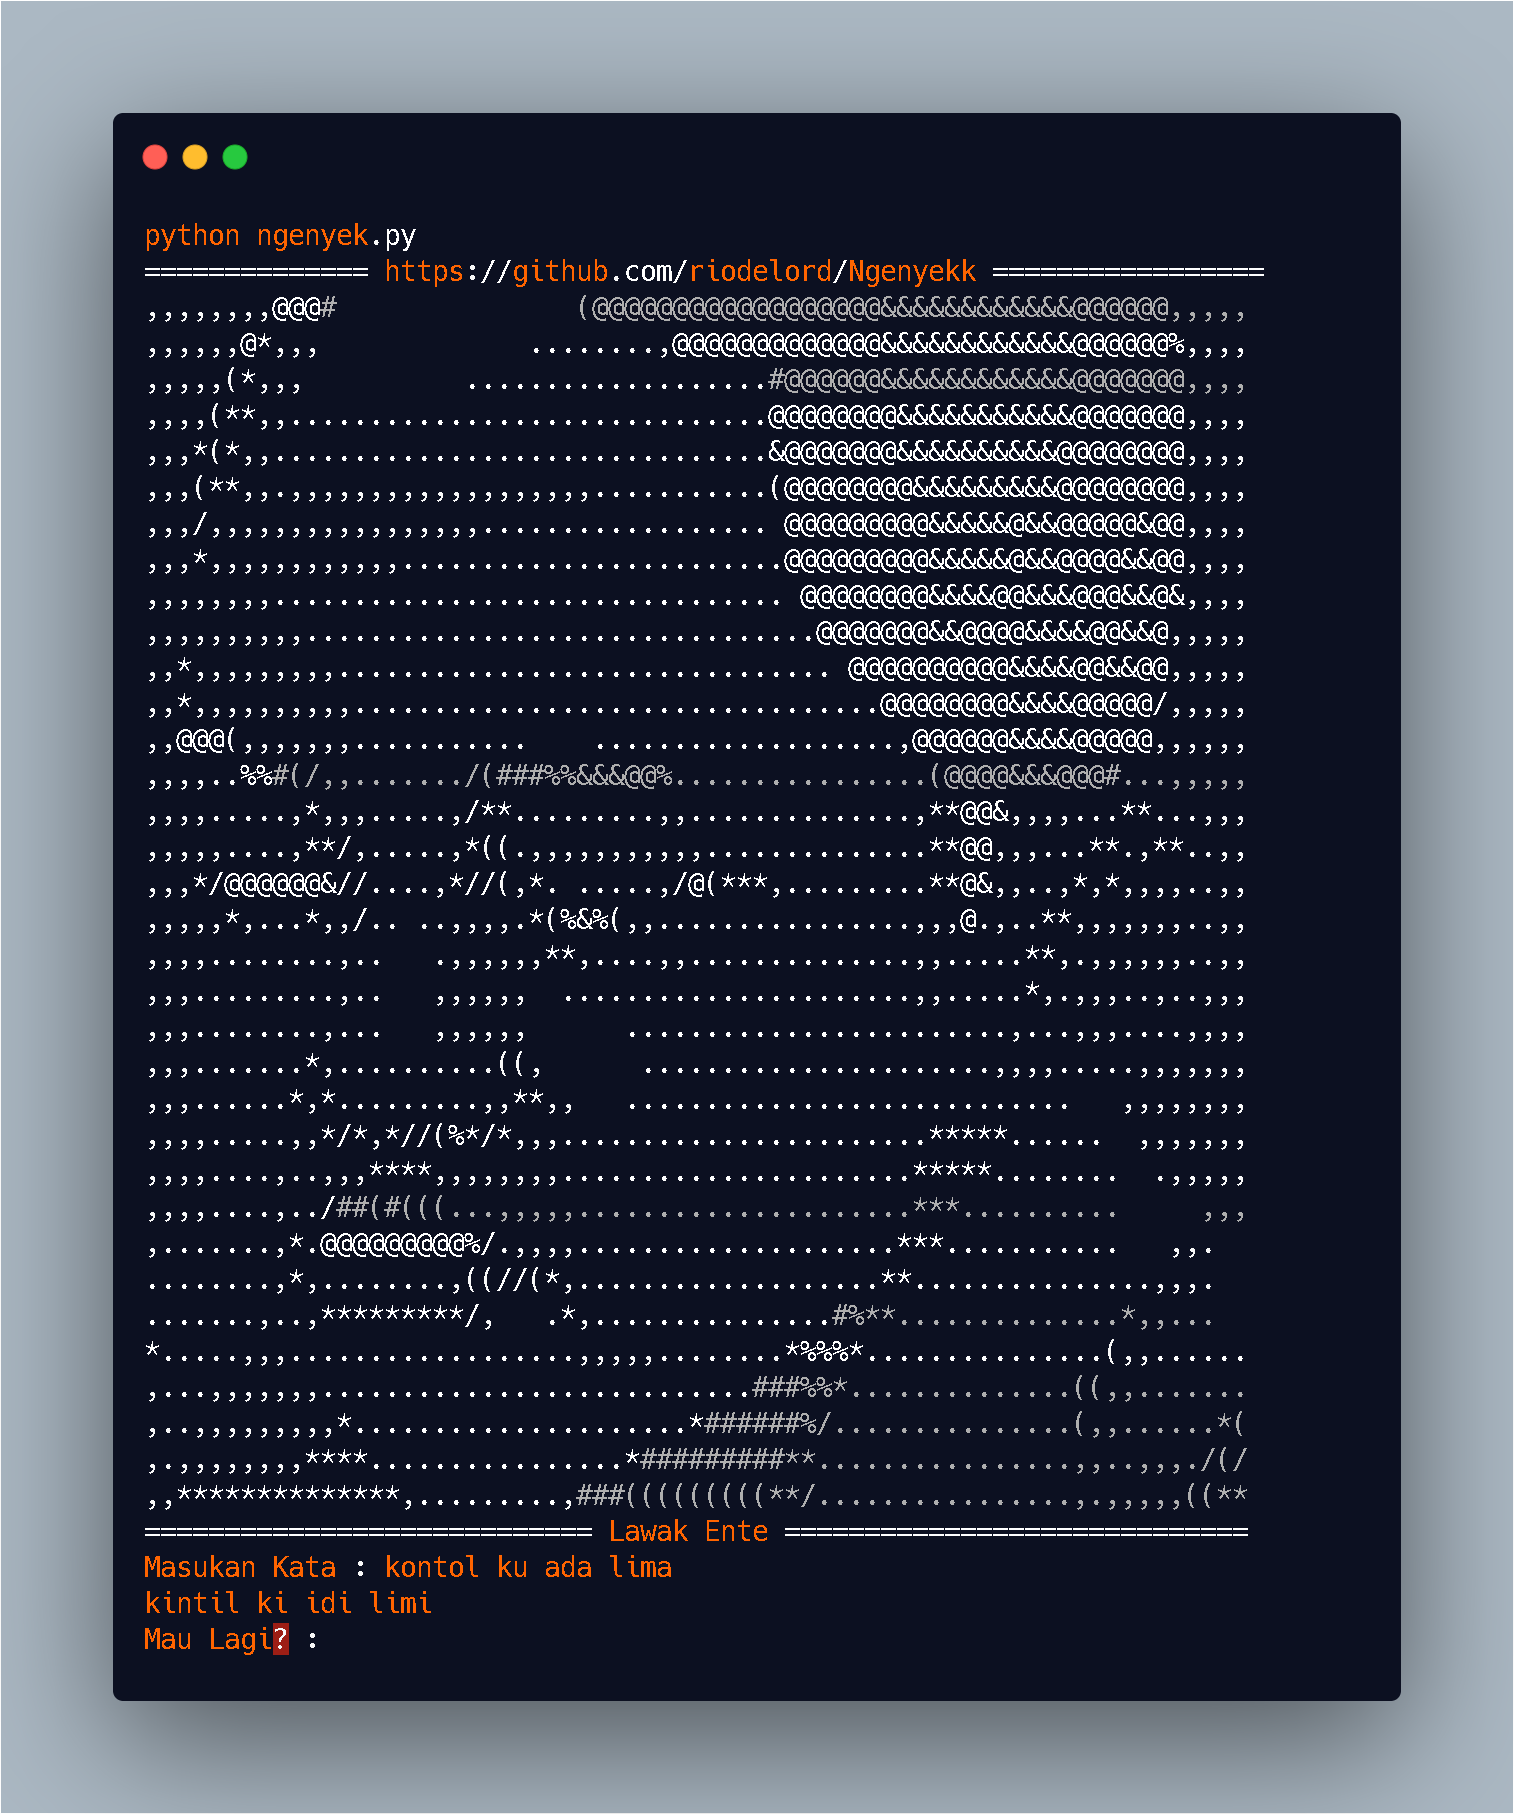 python ngenyek.py
============== https://github.com/riodelord/Ngenyekk =================
============================ Lawak Ente =============================
Masukan Kata : kontol ku ada lima
kintil ki idi limi
Mau Lagi? :